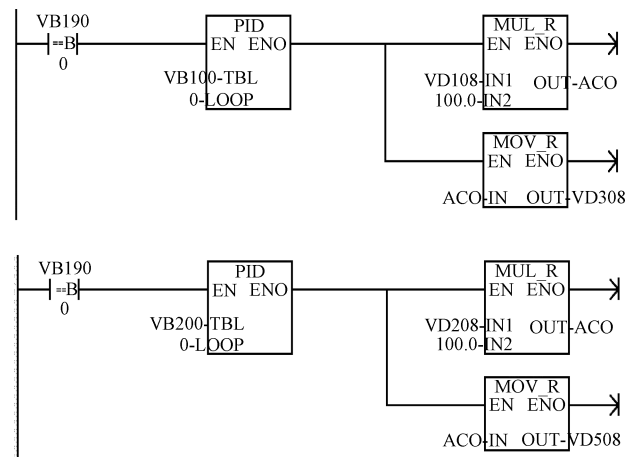 VB190
==B
0
PID
EN ENO
VB100-TBL
0-LOOP
MUL_R
EN ENO
VD108-IN1 OUT-ACO
100.0-IN2
MOV_R
EN ENO
ACO-IN OUT-VD308
VB190
==B
0
PID
EN ENO
VB200-TBL
0-LOOP
MUL_R
EN ENO
VD208-IN1 OUT-ACO
100.0-IN2
MOV_R
EN ENO
ACO-IN OUT-VD508